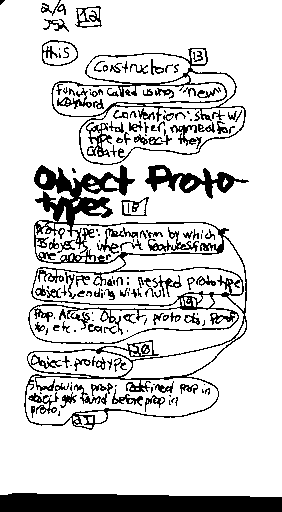 2/9 12
JS2
this
13
Constructors
function called using "new"
keyword
convention: start w/
capital letter, named for
type of object they
create
Object Proto-
types
18
Prototype: mechanism by which
JS objects inherit features from
one another
Prototype Chain: nested prototype
objects, ending with null
19
Prop. Access: Object, proto obj,
to, etc. Search.
20
Object.prototype
Shadowing prop: redefined prop in
object gets found before prop in
proto.
21